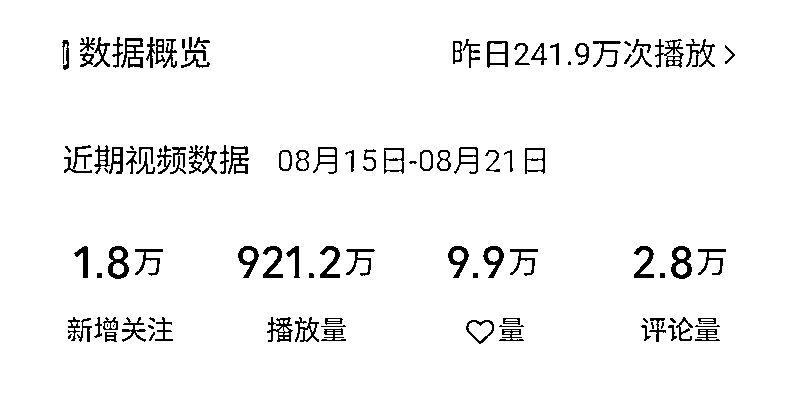 数据概览 昨日241.9万次播放 >
近期视频数据 08月15日-08月21日
1.8万 921.2万 9.9万 2.8万
新增关注 播放量 ♡量 评论量